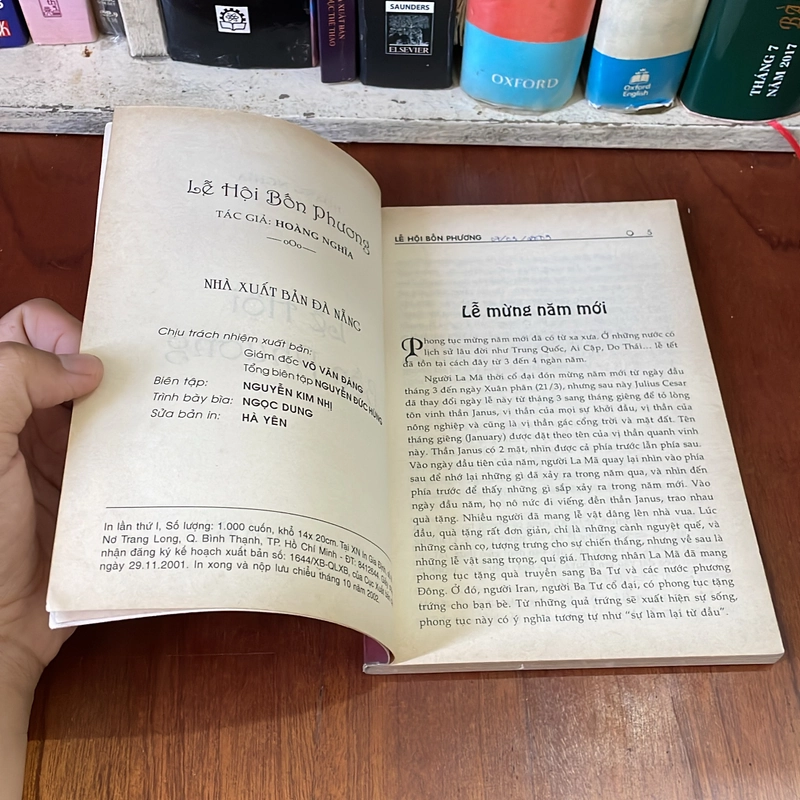 SAUNDERS
ELSEVIER
OXFORD
Oxford
English
THÁNG 7
NĂM 2017
Lễ Hội Bốn Phương
TÁC GIẢ: HOÀNG NGHĨA
—oOo—
NHÀ XUẤT BẢN ĐÀ NẴNG
Chịu trách nhiệm xuất bản:
Giám đốc VÕ VĂN ĐÁNG
Tổng biên tập NGUYỄN ĐỨC HÙNG
Biên tập: NGUYỄN KIM NHỊ
Trình bày bìa: NGỌC DUNG
Sửa bản in: HÀ YÊN
In lần thứ I, Số lượng: 1.000 cuốn, khổ 14x 20cm. Tại XN In Gia Định
Nơ Trang Long, Q. Bình Thạnh, TP. Hồ Chí Minh - ĐT: 8412644.
nhận đăng ký kế hoạch xuất bản số: 1644/XB-QLXB, của Cục Xuất
ngày 29.11.2001. In xong và nộp lưu chiểu tháng 10 năm 2002.
LỄ HỘI BỐN PHƯƠNG 5
Lễ mừng năm mới
Phong tục mừng năm mới đã có từ xa xưa. Ở những nước có
lịch sử lâu đời như Trung Quốc, Ai Cập, Do Thái... lễ tết
đã tồn tại cách đây từ 3 đến 4 ngàn năm.
Người La Mã thời cổ đại đón mừng năm mới từ ngày đầu
tháng 3 đến ngày Xuân phân (21/3), nhưng sau này Julius Cesar
đã thay đổi ngày lễ này từ tháng 3 sang tháng giêng để tỏ lòng
tôn vinh thần Janus, vị thần của mọi sự khởi đầu, vị thần của
nông nghiệp và cũng là vị thần gác cổng trời và mặt đất. Tên
tháng giêng (January) được đặt theo tên của vị thần quanh vinh
này. Thần Janus có 2 mặt, nhìn được cả phía trước lẫn phía sau.
Vào ngày đầu tiên của năm, người La Mã quay lại nhìn vào phía
sau để nhớ lại những gì đã xảy ra trong năm qua, và nhìn đến
phía trước để thấy những gì sắp xảy ra trong năm mới. Vào
ngày đầu năm, họ nô nức đi viếng đền thần Janus, trao nhau
quà tặng. Nhiều người đã mang lễ vật dâng lên nhà vua. Lúc
đầu, quà tặng rất đơn giản, chỉ là những cành nguyệt quế, và
những cành cọ, tượng trưng cho sự chiến thắng, nhưng về sau là
những lễ vật sang trọng, quí giá. Thương nhân La Mã đã mang
phong tục tặng quà truyền sang Ba Tư và các nước phương
Đông. Ở đó, người Iran, người Ba Tư cổ đại, có phong tục tặng
trứng cho bạn bè. Từ những quả trứng sẽ xuất hiện sự sống,
phong tục này có ý nghĩa tương tự như "sự làm lại từ đầu".